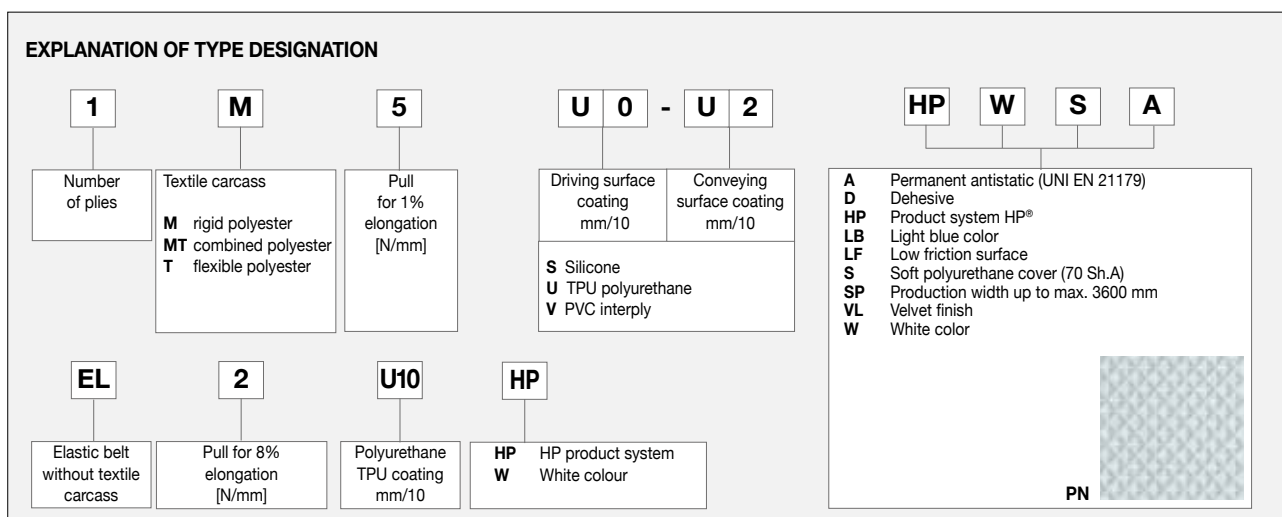 EXPLANATION OF TYPE DESIGNATION
1 M 5 U 0 - U 2 HP W S A
Number
of plies
Textile carcass
M rigid polyester
MT combined polyester
T flexible polyester
Pull
for 1%
elongation
[N/mm]
Driving surface
coating
mm/10
Conveying
surface coating
mm/10
S Silicone
U TPU polyurethane
V PVC interply
A Permanent antistatic (UNI EN 21179)
D Dehesive
HP Product system HP®
LB Light blue color
LF Low friction surface
S Soft polyurethane cover (70 Sh.A)
SP Production width up to max. 3600 mm
VL Velvet finish
W White color
PN
EL 2 U10 HP
Elastic belt
without textile
carcass
Pull for 8%
elongation
[N/mm]
Polyurethane
TPU coating
mm/10
HP HP product system
W White colour